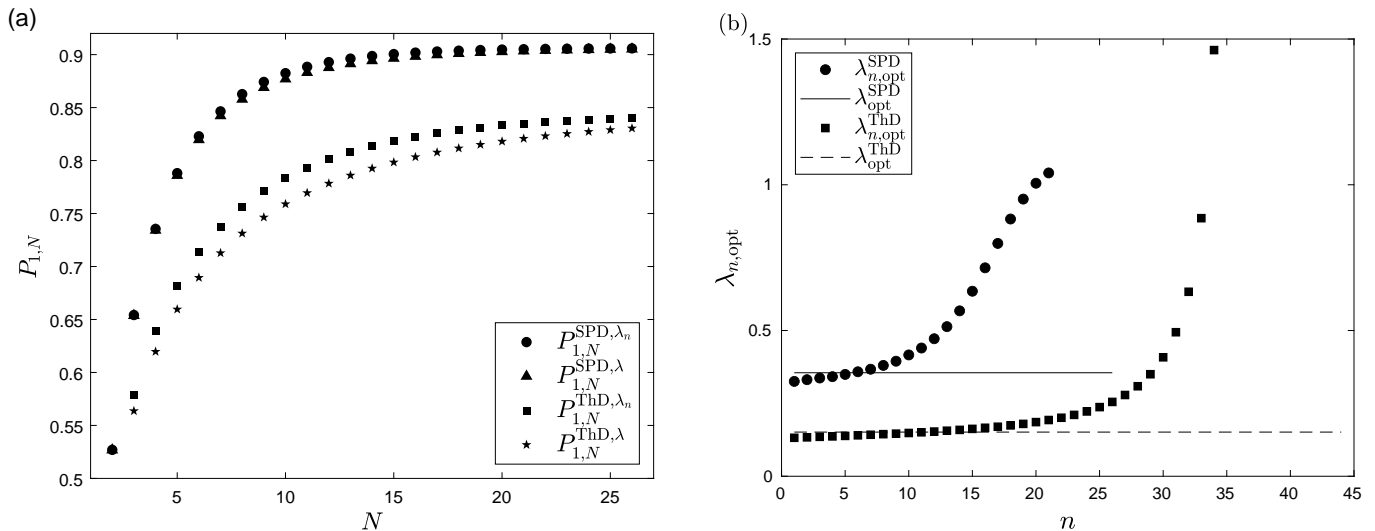 (a)
0.9
0.85
0.8
0.75
0.7
0.65
0.6
0.55
0.5
P_{1,N}
5 10 15 20 25
N
P_{1,N}^{SPD,λ_n}
P_{1,N}^{SPD,λ}
P_{1,N}^{ThD,λ_n}
P_{1,N}^{ThD,λ}
(b)
1.5
1
0.5
0
λ_{n,opt}
0 5 10 15 20 25 30 35 40 45
n
λ_{n,opt}^{SPD}
λ_{opt}^{SPD}
λ_{n,opt}^{ThD}
λ_{opt}^{ThD}